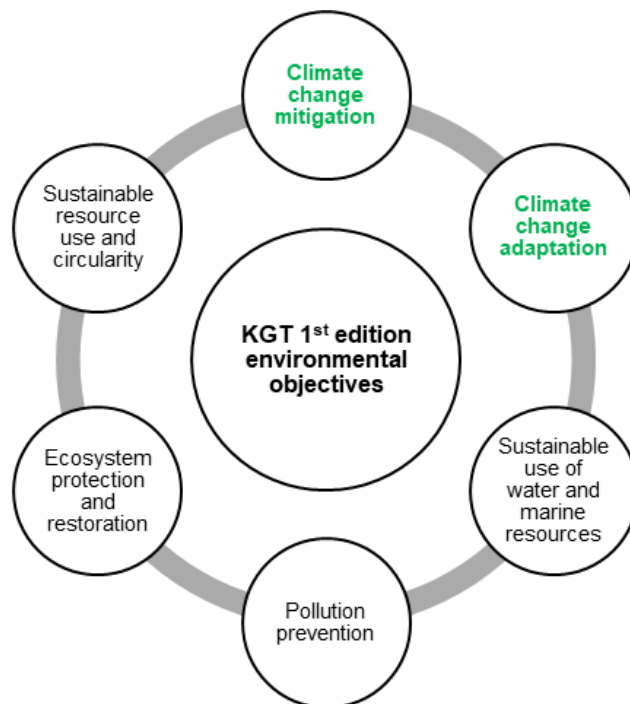 Climate
change
mitigation
Climate
change
adaptation
Sustainable
use of
water and
marine
resources
Pollution
prevention
Ecosystem
protection
and
restoration
Sustainable
resource
use and
circularity
KGT 1st edition
environmental
objectives